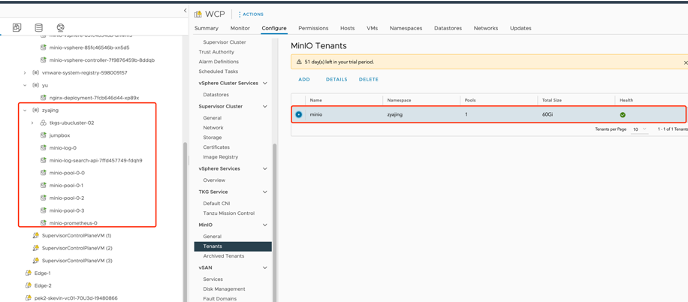 WCP
ACTIONS
Summary Monitor Configure Permissions Hosts VMs Namespaces Datastores Networks Updates
minio-vsphere-85fc46546b-xn5d5
minio-vsphere-controller-7f9876459b-8ddqb
vmware-system-registry-598009157
yu
nginx-deployment-7fcb646d44-xp89x
zyajing
tkgs-ubucluster-02
jumpbox
minio-log-0
minio-log-search-api-7ffd457749-fdqh9
minio-pool-0-0
minio-pool-0-1
minio-pool-0-2
minio-pool-0-3
minio-prometheus-0
SupervisorControlPlaneVM (1)
SupervisorControlPlaneVM (2)
SupervisorControlPlaneVM (3)
Edge-1
Edge-2
pek2-skevin-vc01-70U3d-19480866
Supervisor Cluster
Trust Authority
Alarm Definitions
Scheduled Tasks
vSphere Cluster Services
Datastores
Supervisor Cluster
General
Network
Storage
Certificates
Image Registry
vSphere Services
Overview
TKG Service
Default CNI
Tanzu Mission Control
MinIO
General
Tenants
Archived Tenants
vSAN
Services
Disk Management
Fault Domains
MinIO Tenants
51 day(s) left in your trial period.
ADD DETAILS DELETE
Name Namespace Pools Total Size Health
minio zyajing 1 60Gi
Tenants per Page 10 1 - 1 of 1 Tenants